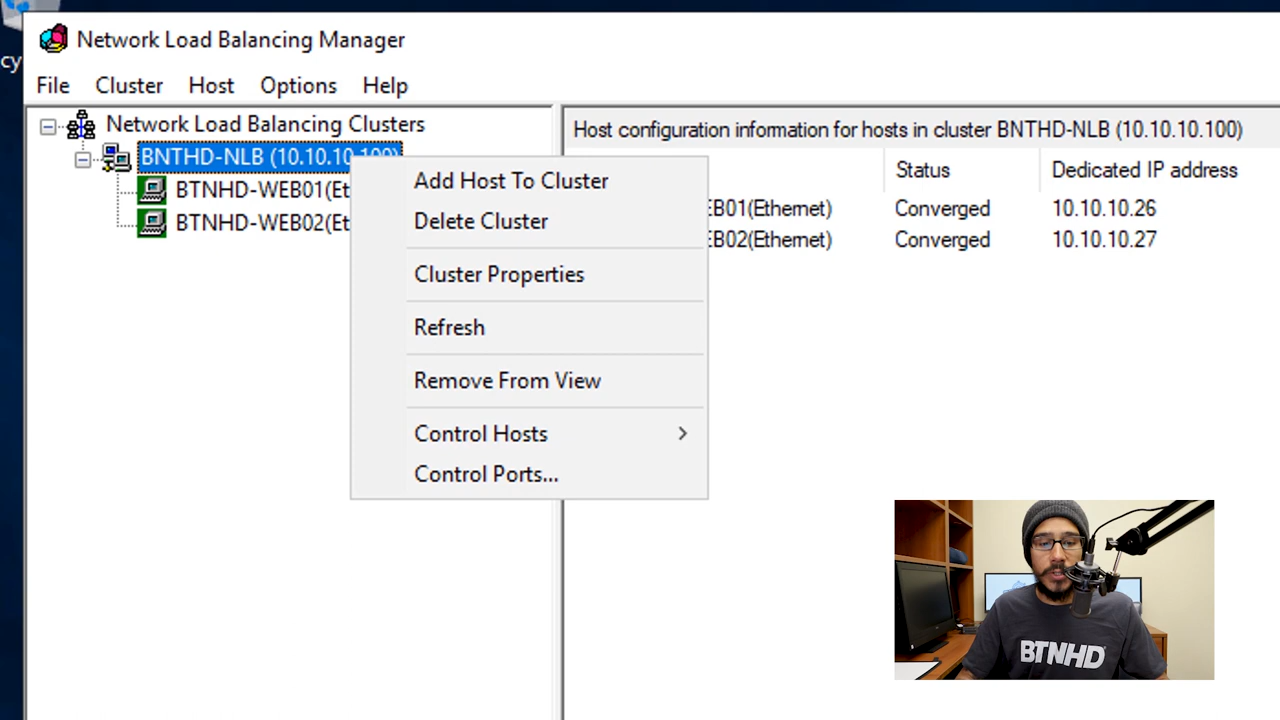 cy
Network Load Balancing Manager
File Cluster Host Options Help
Network Load Balancing Clusters
BNTHD-NLB (10.10.10.100)
BTNHD-WEB01(Et
BTNHD-WEB02(Et
Add Host To Cluster
Delete Cluster
Cluster Properties
Refresh
Remove From View
Control Hosts
Control Ports...
Host configuration information for hosts in cluster BNTHD-NLB (10.10.10.100)
Status Dedicated IP address
EB01(Ethernet) Converged 10.10.10.26
EB02(Ethernet) Converged 10.10.10.27
BTNHD